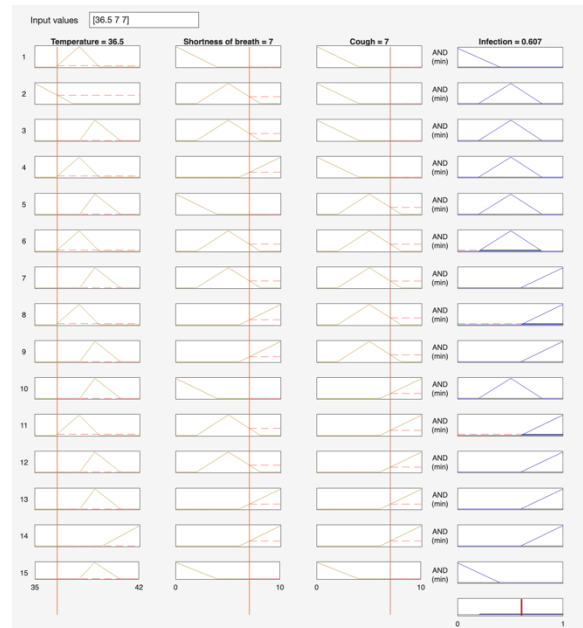 Input values [36.5 7 7]
Temperature = 36.5 Shortness of breath = 7 Cough = 7 Infection = 0.607
1 AND (min)
2 AND (min)
3 AND (min)
4 AND (min)
5 AND (min)
6 AND (min)
7 AND (min)
8 AND (min)
9 AND (min)
10 AND (min)
11 AND (min)
12 AND (min)
13 AND (min)
14 AND (min)
15 AND (min)
35 42 0 10 0 10
0 1